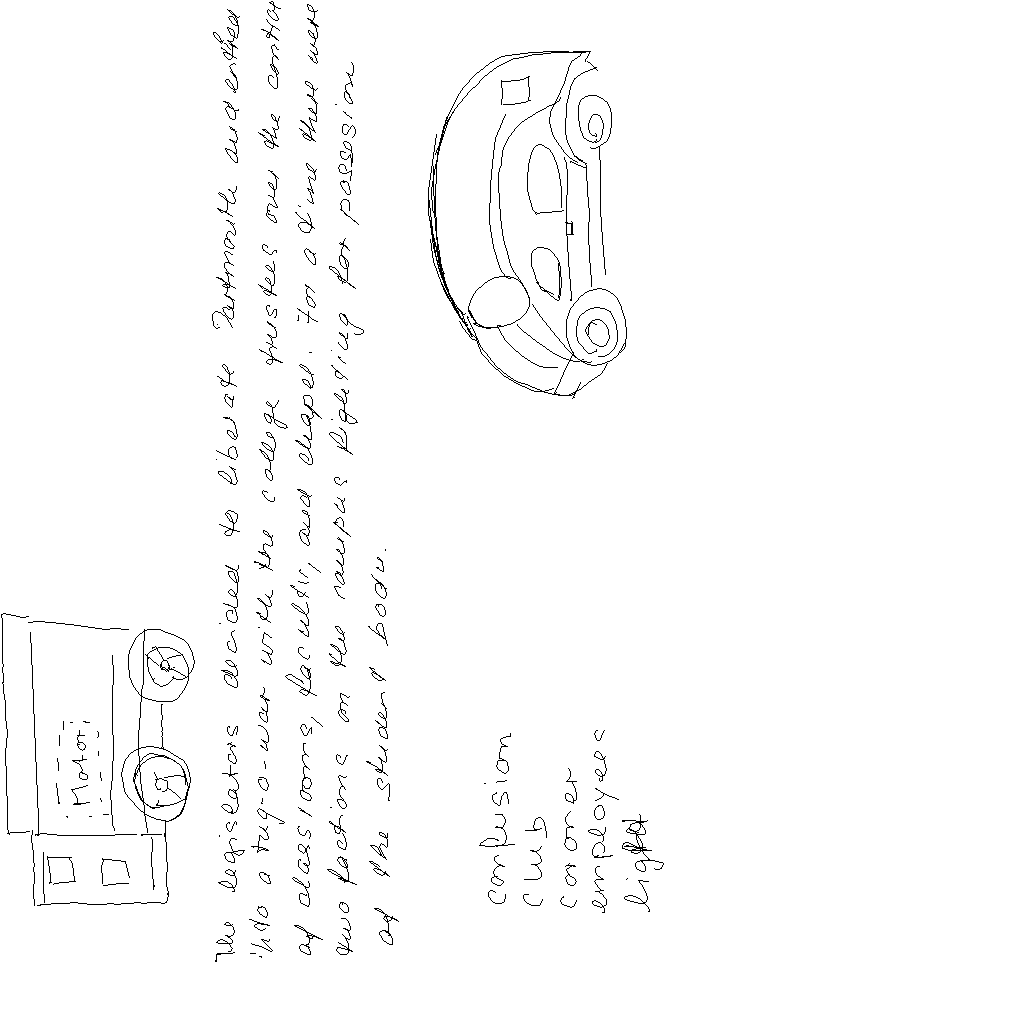 Motor
The legislators decided to liberate Dartmouth and entered
into a tug-o-war with the college trustees over the control
of classrooms, faculty, and chapel. For a time there were
two factions on the campus fighting for possesion
of the student body.
confusion
club
coroner
employees
light